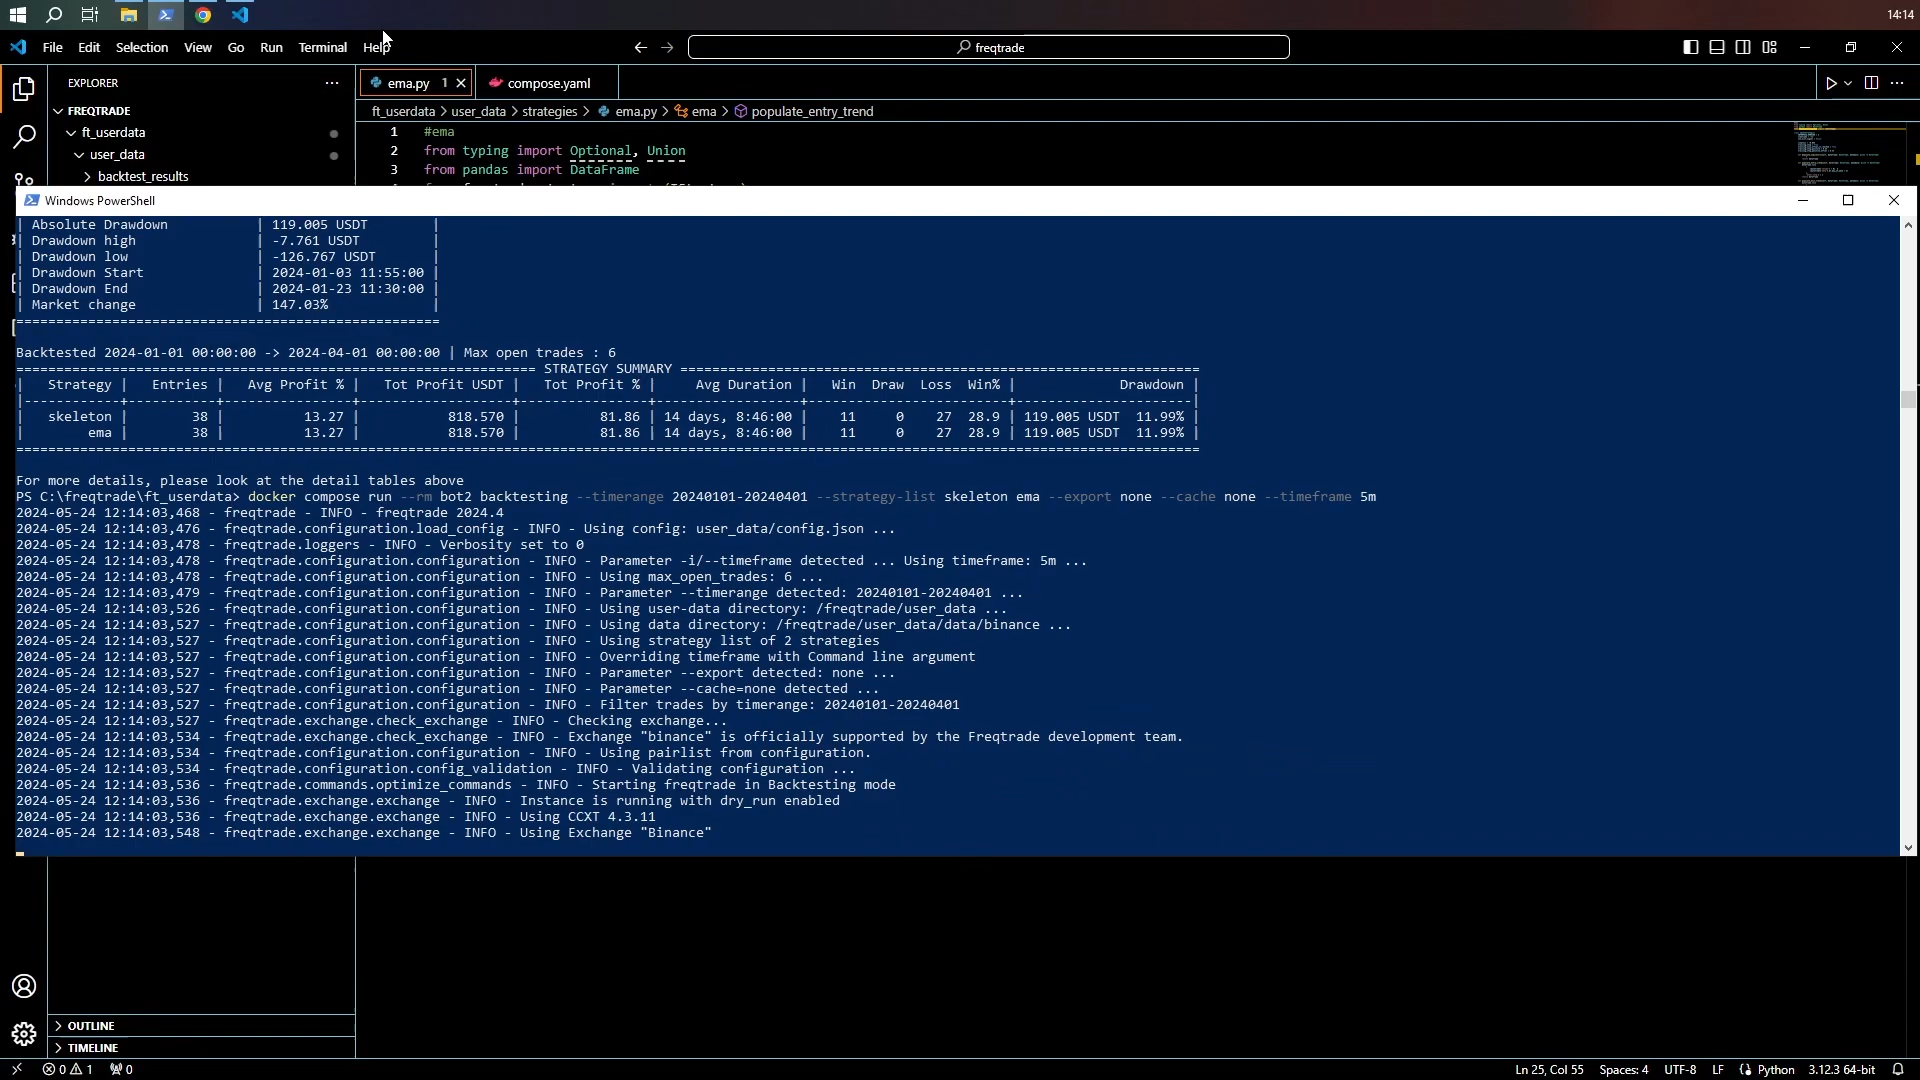 14:14
File Edit Selection View Go Run Terminal Help
freqtrade
EXPLORER
ema.py 1
compose.yaml
FREQTRADE
ft_userdata > user_data > strategies > ema.py > ema > populate_entry_trend
ft_userdata
user_data
backtest_results
1 #ema
2 from typing import Optional, Union
3 from pandas import DataFrame
Windows PowerShell
| Absolute Drawdown | 119.005 USDT |
| Drawdown high | -7.761 USDT |
| Drawdown low | -126.767 USDT |
| Drawdown Start | 2024-01-03 11:55:00 |
| Drawdown End | 2024-01-23 11:30:00 |
| Market change | 147.03% |
=====================================================
Backtested 2024-01-01 00:00:00 -> 2024-04-01 00:00:00 | Max open trades : 6
================================================================= STRATEGY SUMMARY =================================================================
| Strategy | Entries | Avg Profit % | Tot Profit USDT | Tot Profit % | Avg Duration | Win Draw Loss Win% | Drawdown |
|------------+-----------+----------------+-------------------+----------------+------------------+-------------------------+----------------------|
| skeleton | 38 | 13.27 | 818.570 | 81.86 | 14 days, 8:46:00 | 11 0 27 28.9 | 119.005 USDT 11.99% |
| ema | 38 | 13.27 | 818.570 | 81.86 | 14 days, 8:46:00 | 11 0 27 28.9 | 119.005 USDT 11.99% |
====================================================================================================================================================
For more details, please look at the detail tables above
PS C:\freqtrade\ft_userdata> docker compose run --rm bot2 backtesting --timerange 20240101-20240401 --strategy-list skeleton ema --export none --cache none --timeframe 5m
2024-05-24 12:14:03,468 - freqtrade - INFO - freqtrade 2024.4
2024-05-24 12:14:03,476 - freqtrade.configuration.load_config - INFO - Using config: user_data/config.json ...
2024-05-24 12:14:03,478 - freqtrade.loggers - INFO - Verbosity set to 0
2024-05-24 12:14:03,478 - freqtrade.configuration.configuration - INFO - Parameter -i/--timeframe detected ... Using timeframe: 5m ...
2024-05-24 12:14:03,478 - freqtrade.configuration.configuration - INFO - Using max_open_trades: 6 ...
2024-05-24 12:14:03,479 - freqtrade.configuration.configuration - INFO - Parameter --timerange detected: 20240101-20240401 ...
2024-05-24 12:14:03,526 - freqtrade.configuration.configuration - INFO - Using user-data directory: /freqtrade/user_data ...
2024-05-24 12:14:03,527 - freqtrade.configuration.configuration - INFO - Using data directory: /freqtrade/user_data/data/binance ...
2024-05-24 12:14:03,527 - freqtrade.configuration.configuration - INFO - Using strategy list of 2 strategies
2024-05-24 12:14:03,527 - freqtrade.configuration.configuration - INFO - Overriding timeframe with Command line argument
2024-05-24 12:14:03,527 - freqtrade.configuration.configuration - INFO - Parameter --export detected: none ...
2024-05-24 12:14:03,527 - freqtrade.configuration.configuration - INFO - Parameter --cache=none detected ...
2024-05-24 12:14:03,527 - freqtrade.configuration.configuration - INFO - Filter trades by timerange: 20240101-20240401
2024-05-24 12:14:03,527 - freqtrade.exchange.check_exchange - INFO - Checking exchange...
2024-05-24 12:14:03,534 - freqtrade.exchange.check_exchange - INFO - Exchange "binance" is officially supported by the Freqtrade development team.
2024-05-24 12:14:03,534 - freqtrade.configuration.configuration - INFO - Using pairlist from configuration.
2024-05-24 12:14:03,534 - freqtrade.configuration.config_validation - INFO - Validating configuration ...
2024-05-24 12:14:03,536 - freqtrade.commands.optimize_commands - INFO - Starting freqtrade in Backtesting mode
2024-05-24 12:14:03,536 - freqtrade.exchange.exchange - INFO - Instance is running with dry_run enabled
2024-05-24 12:14:03,536 - freqtrade.exchange.exchange - INFO - Using CCXT 4.3.11
2024-05-24 12:14:03,548 - freqtrade.exchange.exchange - INFO - Using Exchange "Binance"
OUTLINE
TIMELINE
0 1 0 Ln 25, Col 55 Spaces: 4 UTF-8 LF Python 3.12.3 64-bit